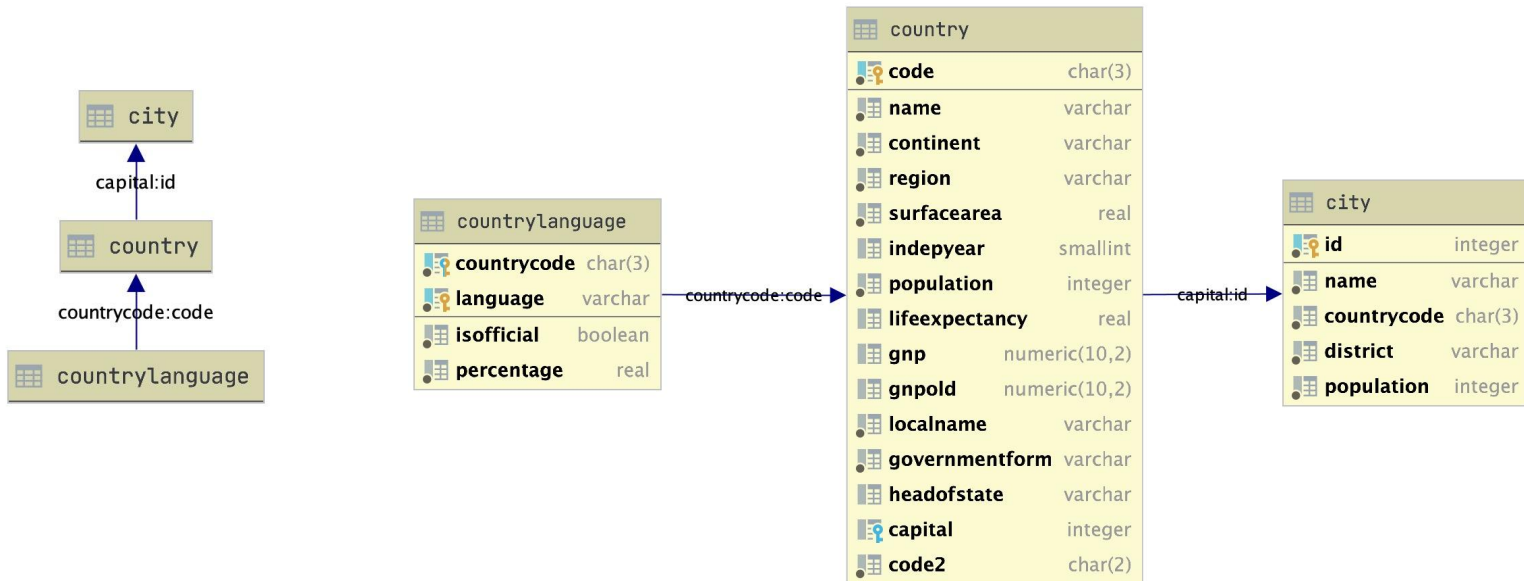 city
capital:id
country
countrycode:code
countrylanguage
countrylanguage
countrycode char(3)
language varchar
isofficial boolean
percentage real
countrycode:code
country
code char(3)
name varchar
continent varchar
region varchar
surfacearea real
indepyear smallint
population integer
lifeexpectancy real
gnp numeric(10,2)
gnpold numeric(10,2)
localname varchar
governmentform varchar
headofstate varchar
capital integer
code2 char(2)
capital:id
city
id integer
name varchar
countrycode char(3)
district varchar
population integer